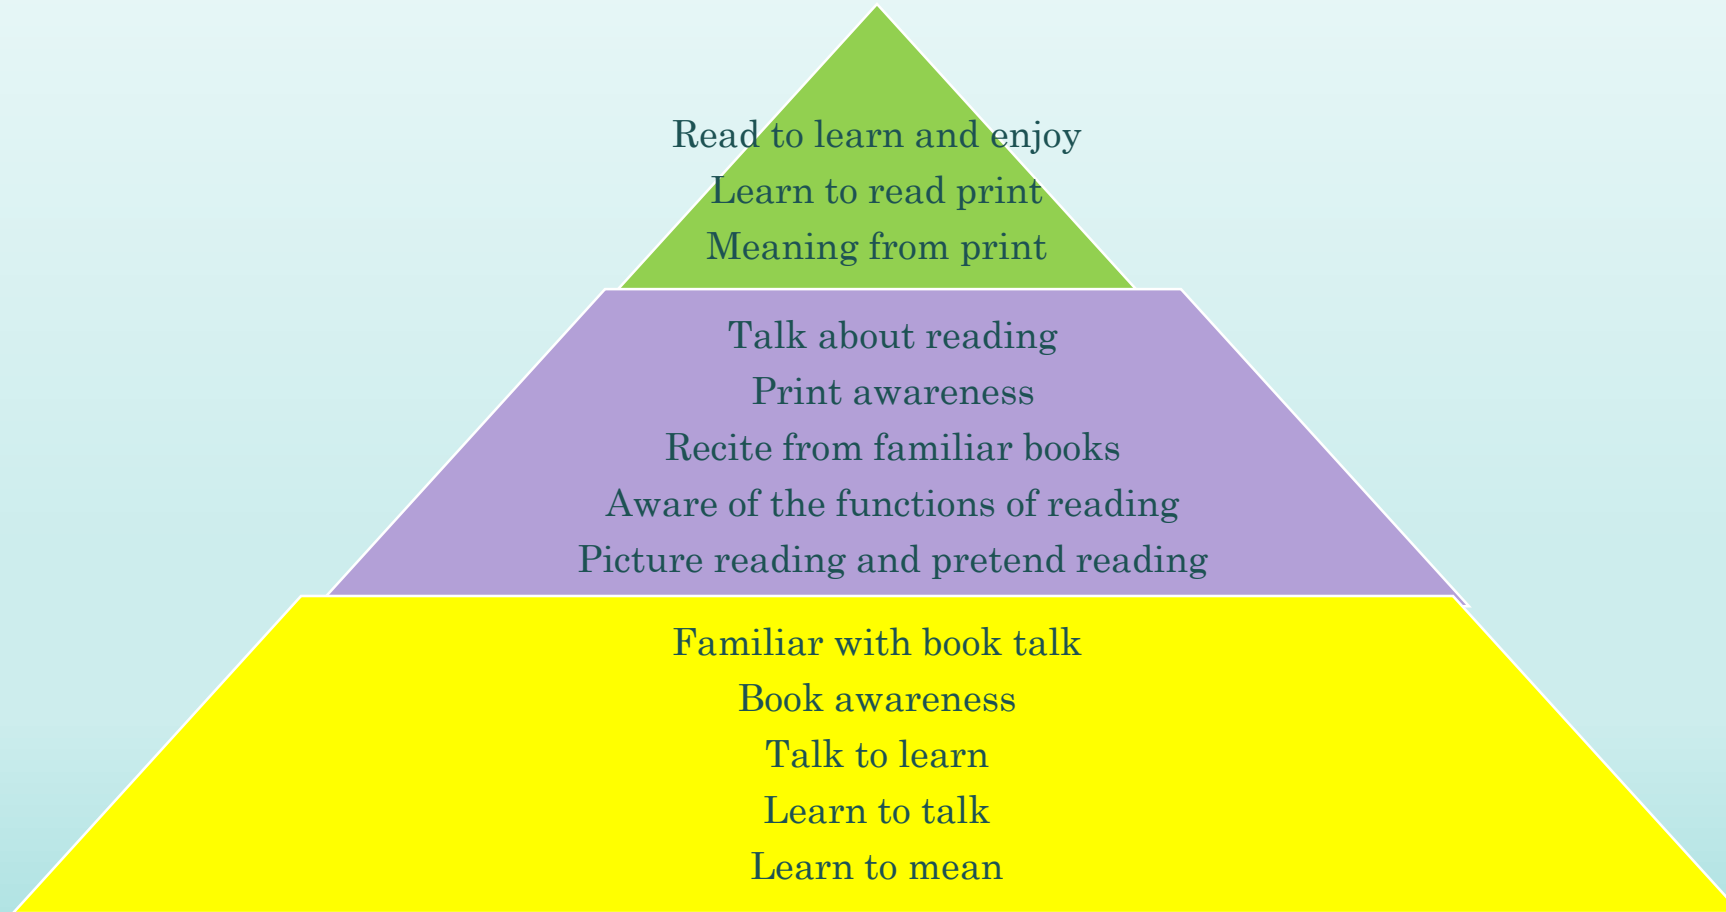 Read to learn and enjoy
Learn to read print
Meaning from print
Talk about reading
Print awareness
Recite from familiar books
Aware of the functions of reading
Picture reading and pretend reading
Familiar with book talk
Book awareness
Talk to learn
Learn to talk
Learn to mean